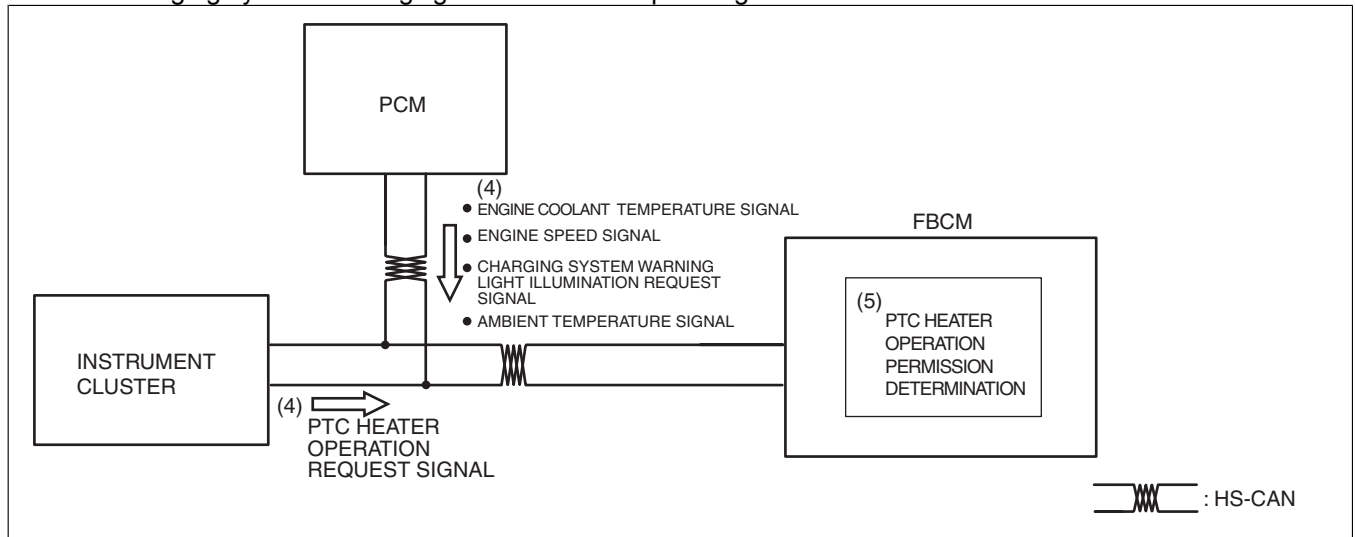 PCM
(4)
● ENGINE COOLANT TEMPERATURE SIGNAL
● ENGINE SPEED SIGNAL
● CHARGING SYSTEM WARNING
LIGHT ILLUMINATION REQUEST
SIGNAL
● AMBIENT TEMPERATURE SIGNAL
FBCM
(5)
PTC HEATER
OPERATION
PERMISSION
DETERMINATION
INSTRUMENT
CLUSTER
(4)
PTC HEATER
OPERATION
REQUEST SIGNAL
: HS-CAN